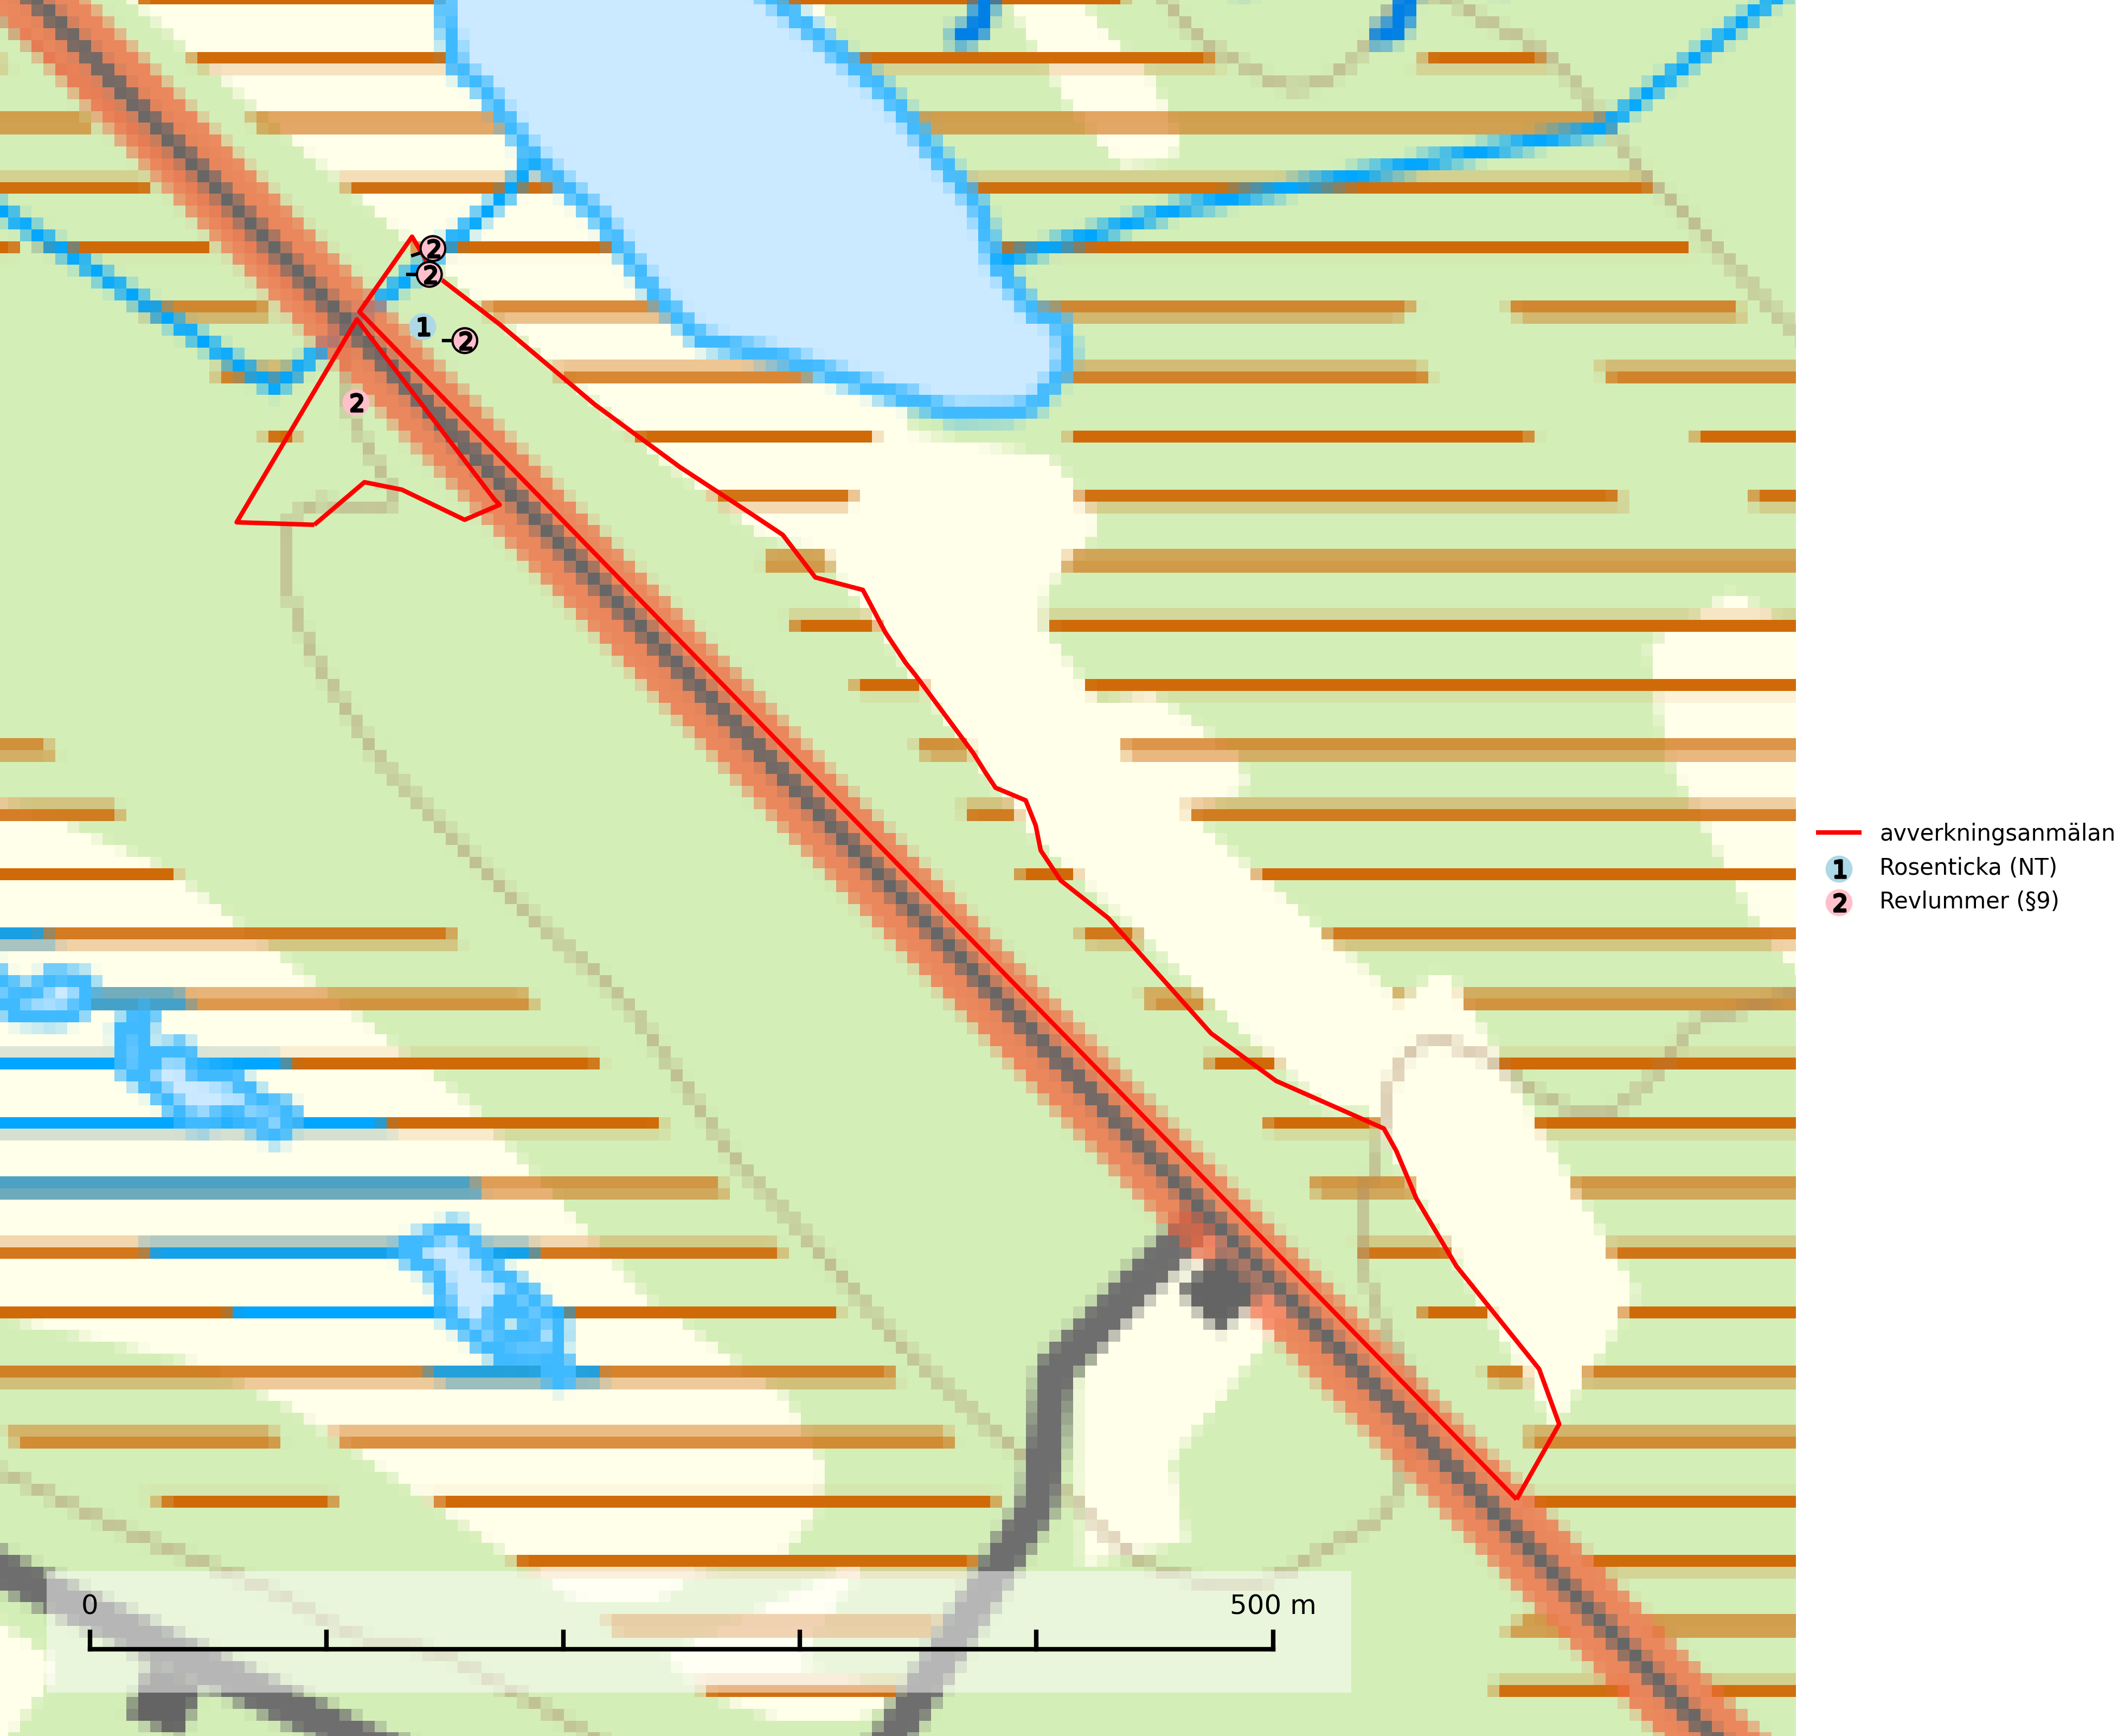 2
2
1
2
2
avverkningsanmälan
1 Rosenticka (NT)
2 Revlummer (§9)
0 500 m